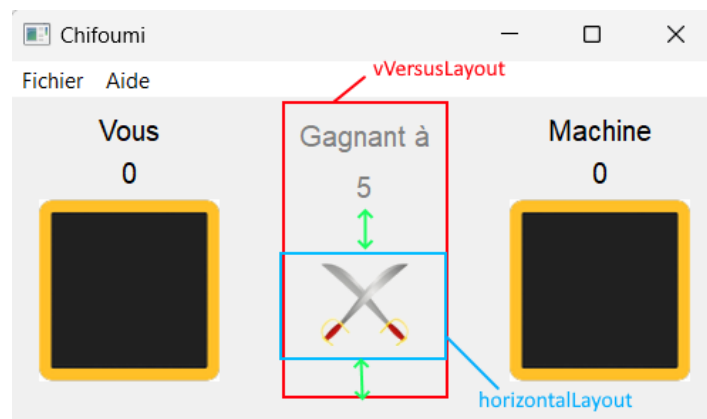 Chifoumi
Fichier Aide
vVersusLayout
Vous
Gagnant à
Machine
0
5
0
horizontalLayout